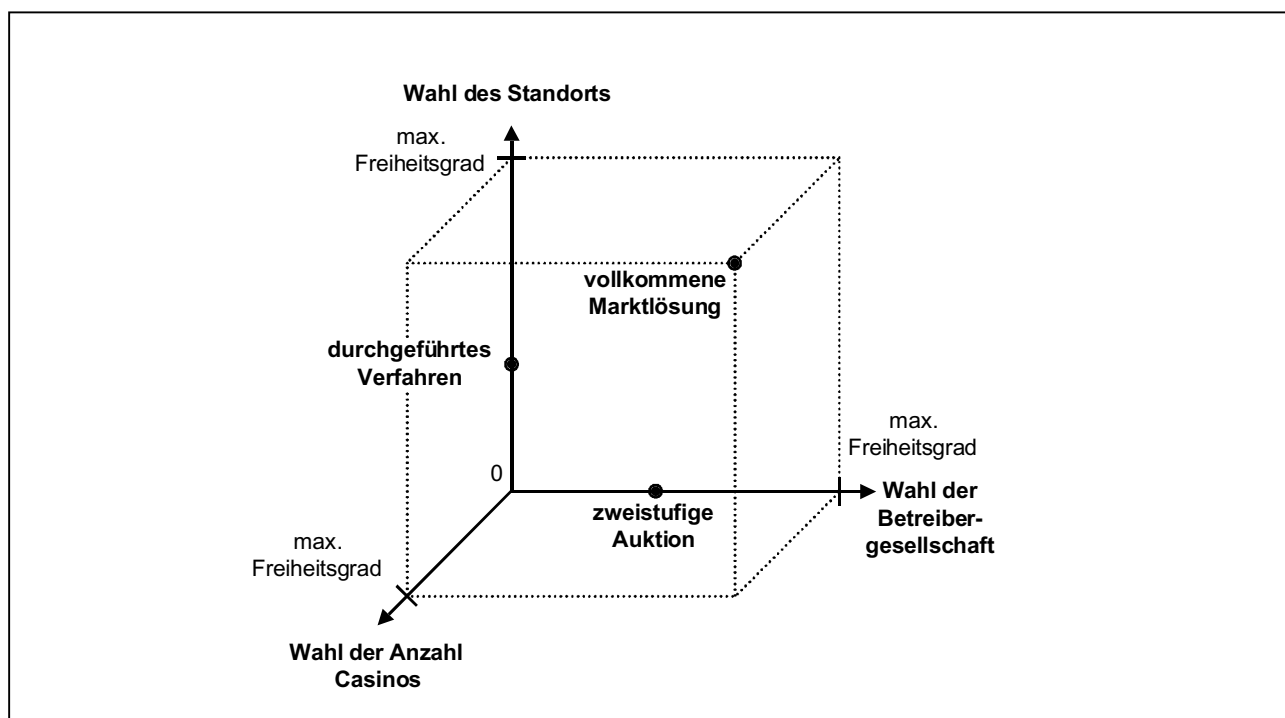 Wahl des Standorts
max.
Freiheitsgrad
vollkommene
Marktlösung
durchgeführtes
Verfahren
max.
Freiheitsgrad
0
Wahl der
Betreiber-
gesellschaft
zweistufige
Auktion
max.
Freiheitsgrad
Wahl der Anzahl
Casinos